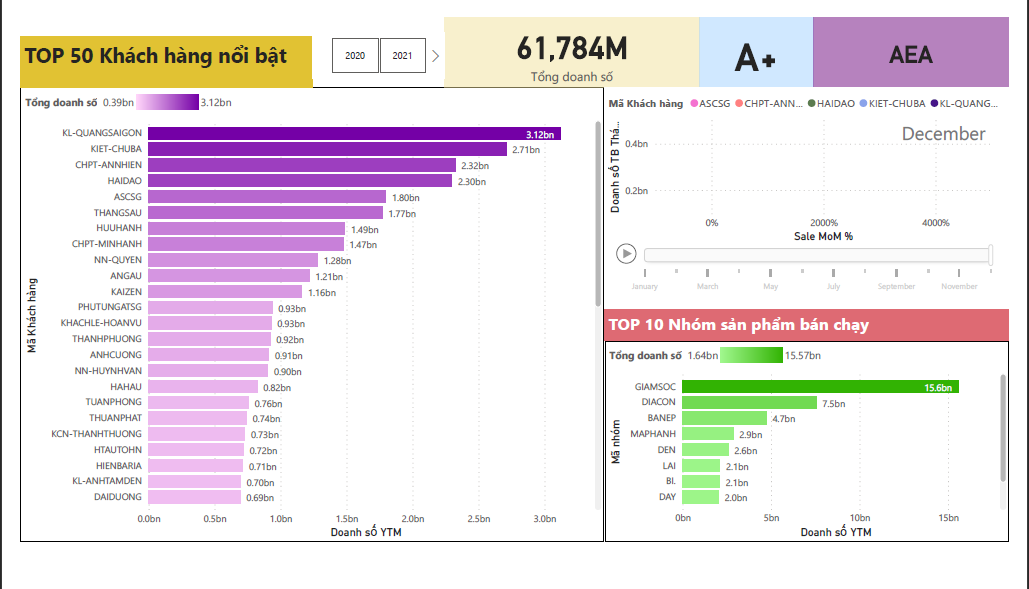 TOP 50 Khách hàng nổi bật
2020
2021
61,784M
Tổng doanh số
A+
AEA
Tổng doanh số 0.39bn 3.12bn
Mã Khách hàng
KL-QUANGSAIGON 3.12bn
KIET-CHUBA 2.71bn
CHPT-ANNHIEN 2.32bn
HAIDAO 2.30bn
ASCSG 1.80bn
THANGSAU 1.77bn
HUUHANH 1.49bn
CHPT-MINHANH 1.47bn
NN-QUYEN 1.28bn
ANGAU 1.21bn
KAIZEN 1.16bn
PHUTUNGATSG 0.93bn
KHACHLE-HOANVU 0.93bn
THANHPHUONG 0.92bn
ANHCUONG 0.91bn
NN-HUYNHVAN 0.90bn
HAHAU 0.82bn
TUANPHONG 0.76bn
THUANPHAT 0.74bn
KCN-THANHTHUONG 0.73bn
HTAUTOHN 0.72bn
HIENBARIA 0.71bn
KL-ANHTAMDEN 0.70bn
DAIDUONG 0.69bn
0.0bn 0.5bn 1.0bn 1.5bn 2.0bn 2.5bn 3.0bn
Doanh số YTM
Mã Khách hàng ASCSG CHPT-ANN... HAIDAO KIET-CHUBA KL-QUANG...
December
Doanh số TB Thá...
0.4bn
0.2bn
0% 2000% 4000%
Sale MoM %
January March May July September November
TOP 10 Nhóm sản phẩm bán chạy
Tổng doanh số 1.64bn 15.57bn
Mã nhóm
GIAMSOC 15.6bn
DIACON 7.5bn
BANEP 4.7bn
MAPHANH 2.9bn
DEN 2.6bn
LAI 2.1bn
BL 2.1bn
DAY 2.0bn
0bn 5bn 10bn 15bn
Doanh số YTM